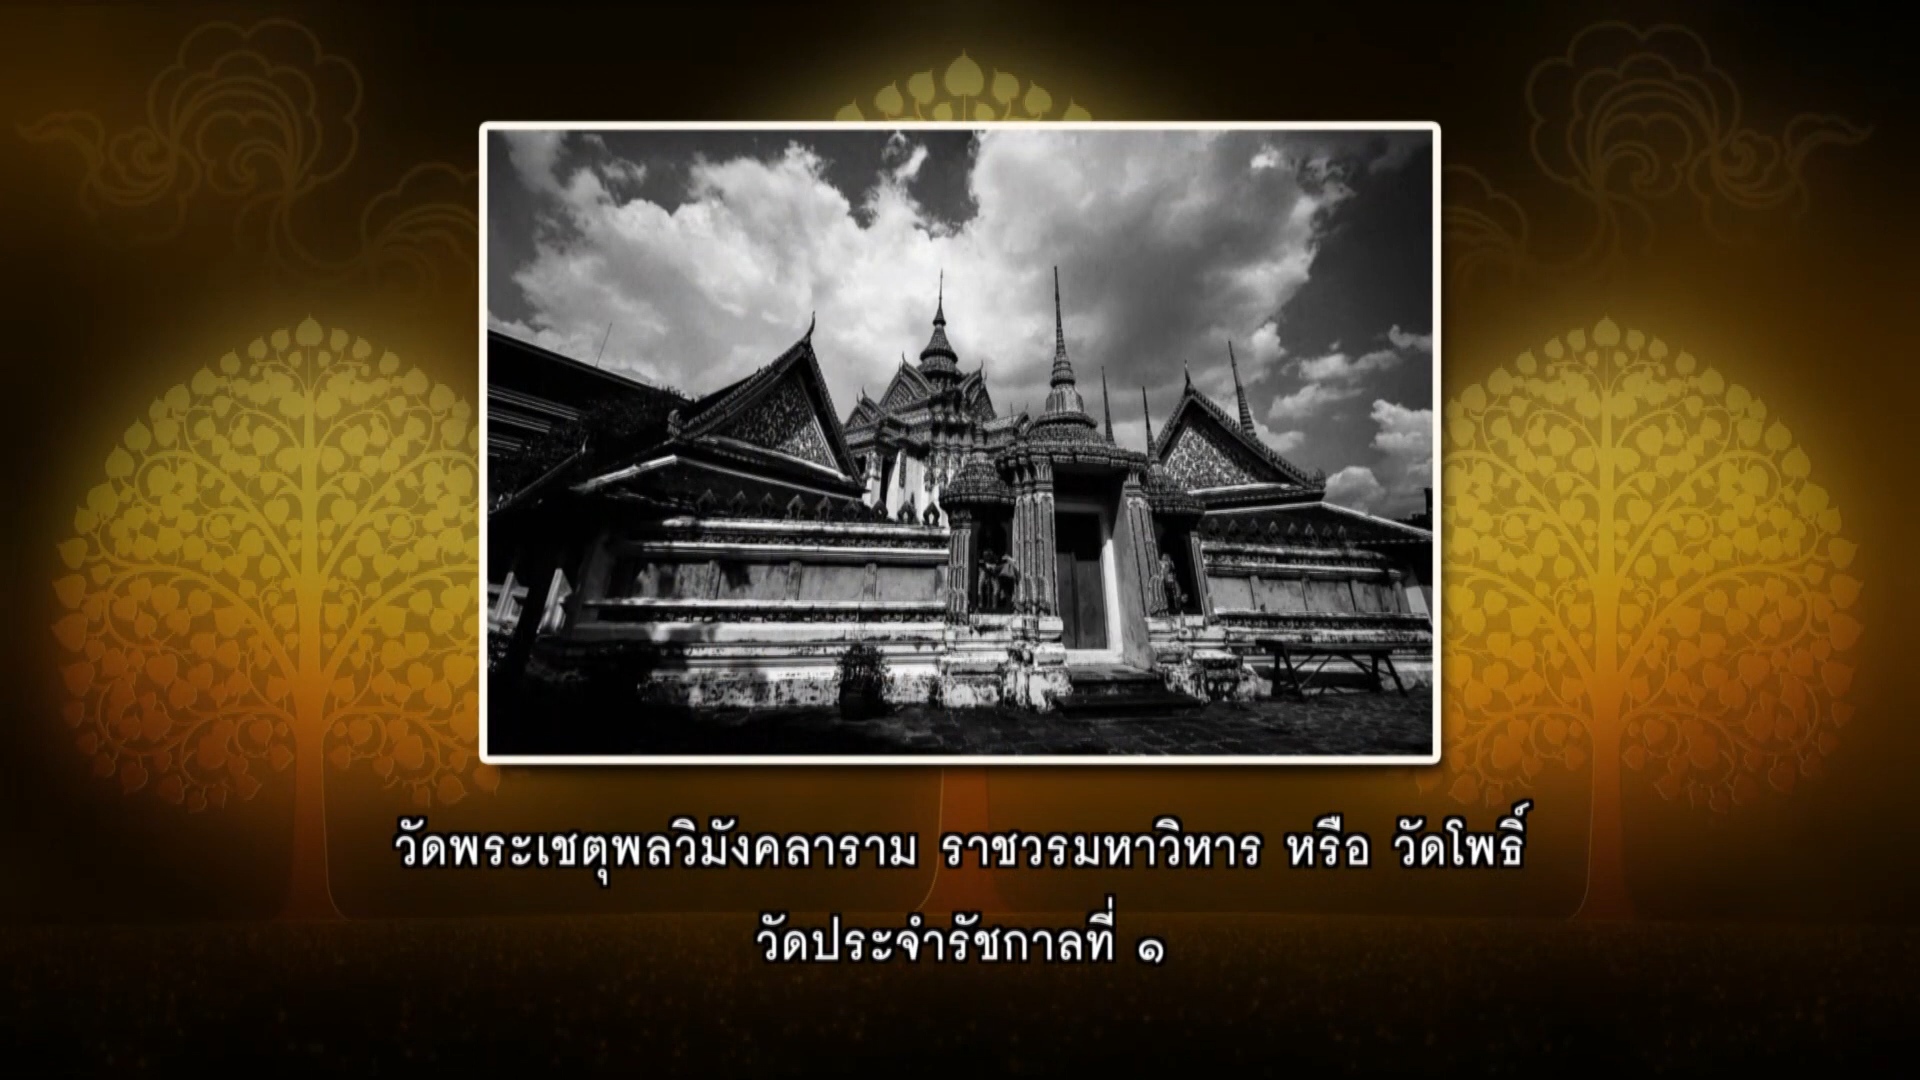 วัดพระเชตุพลวิมังคลาราม ราชวรมหาวิหาร หรือ วัดโพธิ์
วัดประจำรัชกาลที่ ๑